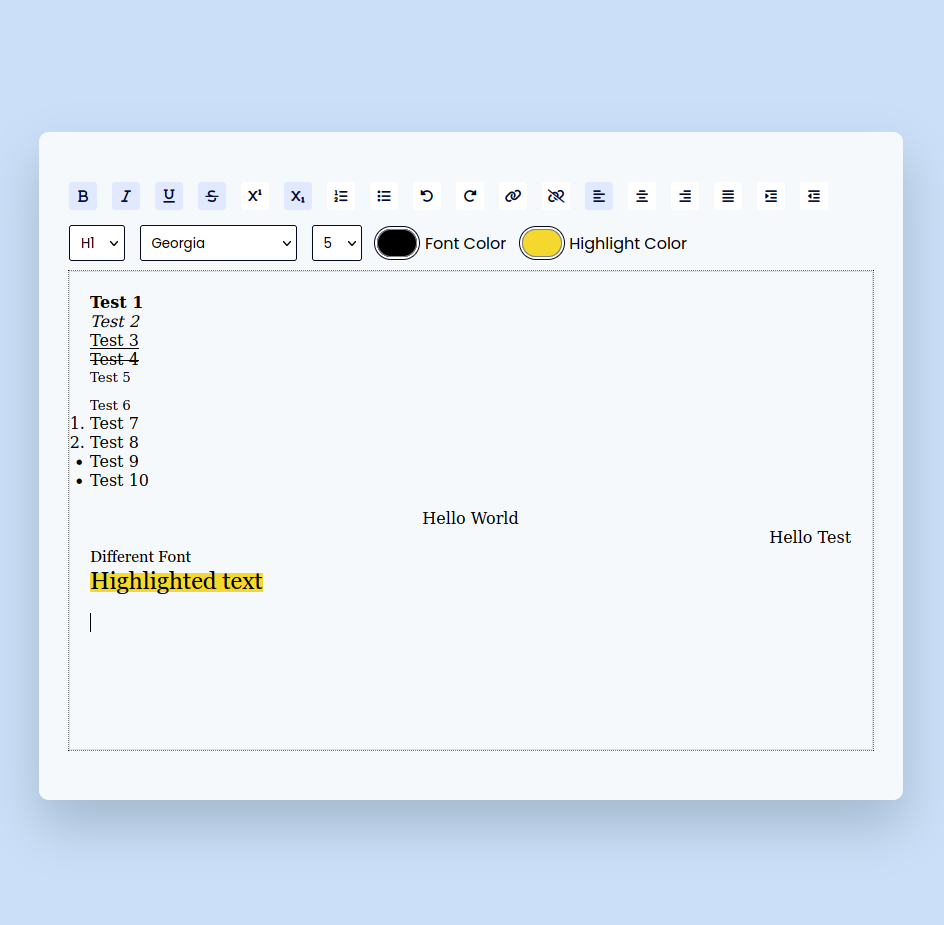 B I U S X¹ X₁
H1 Georgia 5 Font Color Highlight Color
Test 1
Test 2
Test 3
Test 4
Test 5
Test 6
1. Test 7
2. Test 8
• Test 9
• Test 10
Hello World
Hello Test
Different Font
Highlighted text